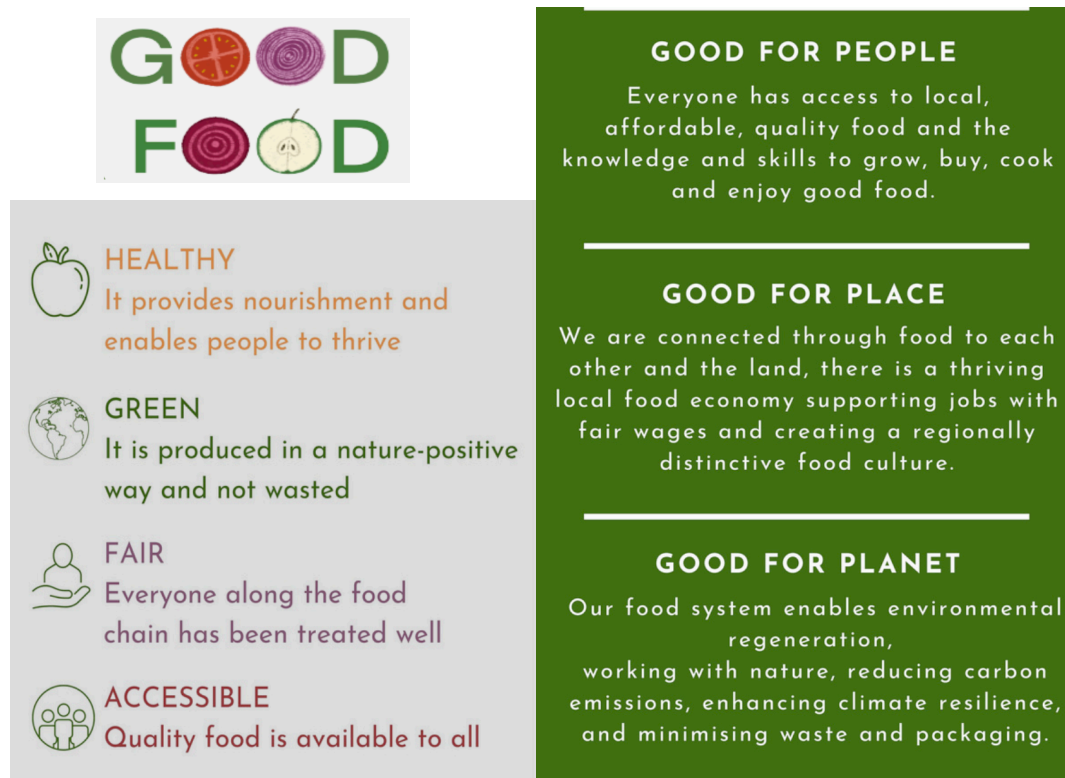 GOOD
FOOD
HEALTHY
It provides nourishment and
enables people to thrive
GREEN
It is produced in a nature-positive
way and not wasted
FAIR
Everyone along the food
chain has been treated well
ACCESSIBLE
Quality food is available to all
GOOD FOR PEOPLE
Everyone has access to local,
affordable, quality food and the
knowledge and skills to grow, buy, cook
and enjoy good food.
GOOD FOR PLACE
We are connected through food to each
other and the land, there is a thriving
local food economy supporting jobs with
fair wages and creating a regionally
distinctive food culture.
GOOD FOR PLANET
Our food system enables environmental
regeneration,
working with nature, reducing carbon
emissions, enhancing climate resilience,
and minimising waste and packaging.